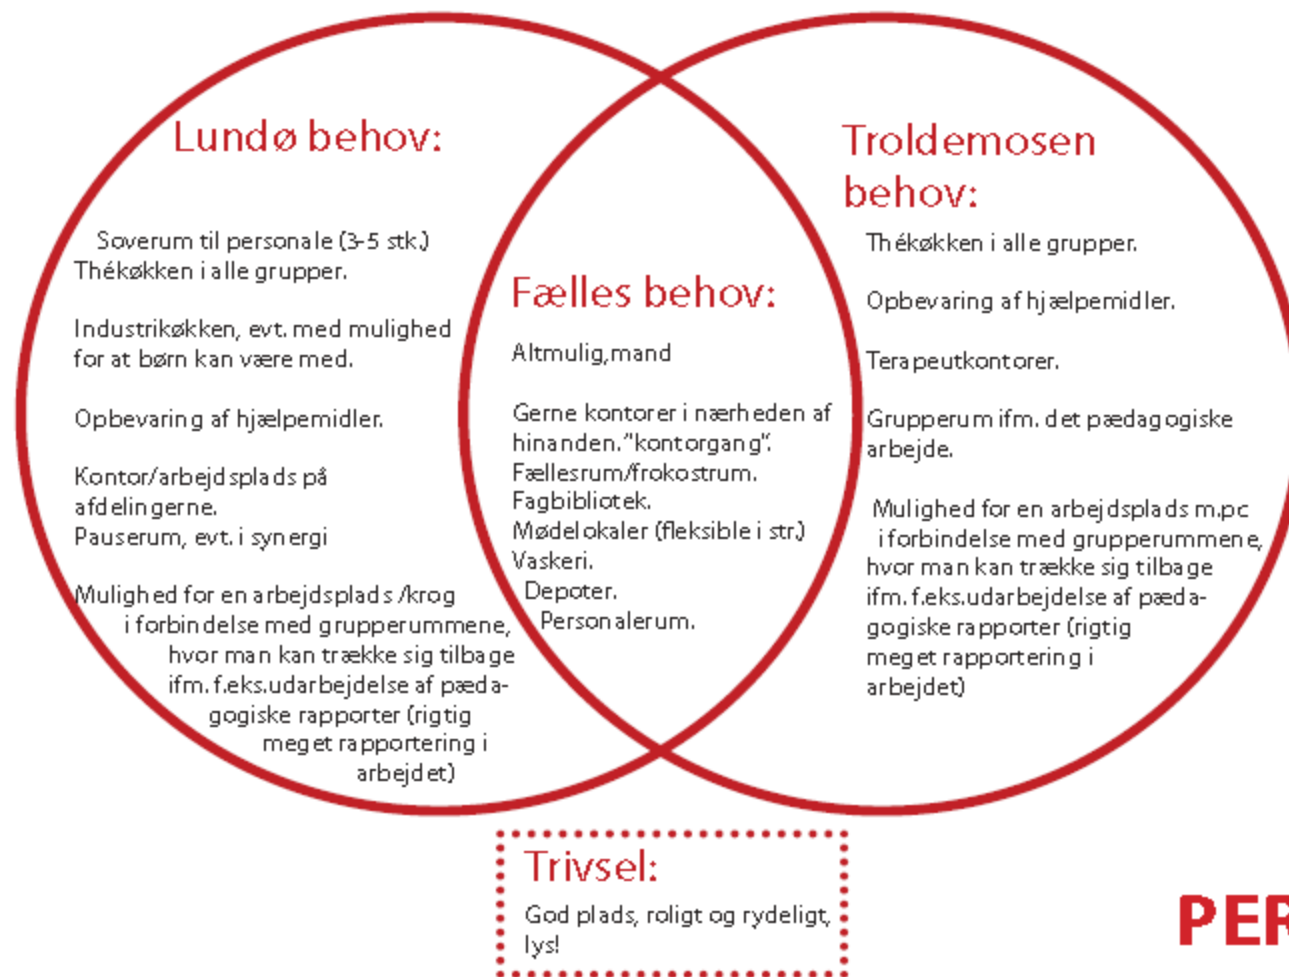 Lundø behov:
Soverum til personale (3-5 stk.)
Thékøkken i alle grupper.
Industrikøkken, evt. med mulighed
for at børn kan være med.
Opbevaring af hjælpemidler.
Kontor/arbejdsplads på
afdelingerne.
Pauserum, evt. i synergi
Mulighed for en arbejdsplads /krog
i forbindelse med grupperummene,
hvor man kan trække sig tilbage
ifm. f.eks.udarbejdelse af pæda-
gogiske rapporter (rigtig
meget rapportering i
arbejdet)
Fælles behov:
Altmulig,mand
Gerne kontorer i nærheden af
hinanden. "kontorgang".
Fællesrum/frokostrum.
Fagbibliotek.
Mødelokaler (fleksible i str.)
Vaskeri.
Depoter.
Personalerum.
Troldemosen
behov:
Thékøkken i alle grupper.
Opbevaring af hjælpemidler.
Terapeutkontorer.
Grupperum ifm. det pædagogiske
arbejde.
Mulighed for en arbejdsplads m.pc
i forbindelse med grupperummene,
hvor man kan trække sig tilbage
ifm. f.eks.udarbejdelse af pæda-
gogiske rapporter (rigtig
meget rapportering i
arbejdet)
Trivsel:
God plads, roligt og rydeligt,
lys!
PER